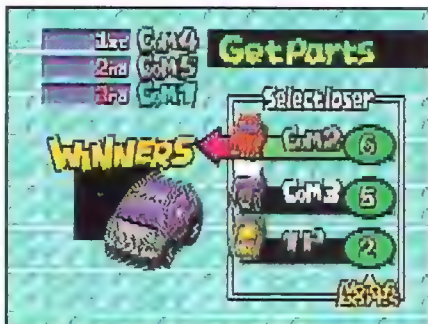 1st CoM4
2nd CoM5
3rd CoM1
GetParts
Selectloser
WINNERS
CoM2 6
CoM3 5
1P 2